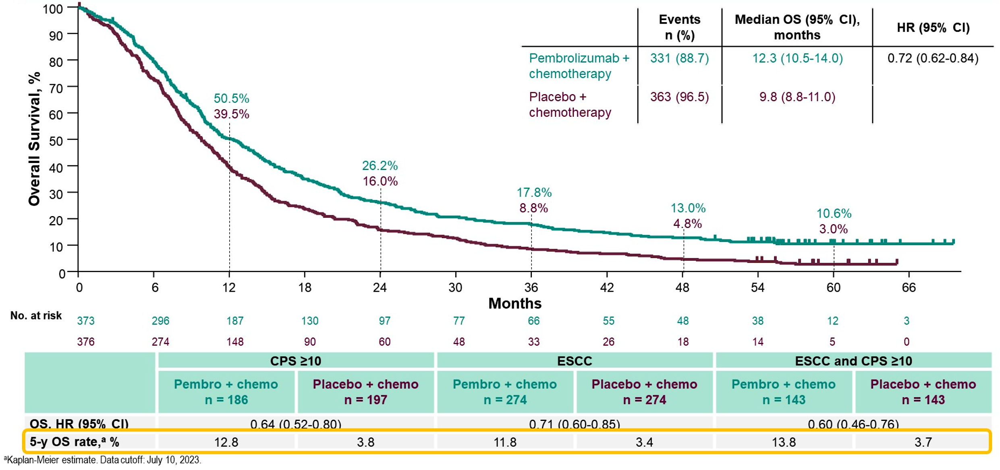 Events
n (%)
Median OS (95% CI),
months
HR (95% CI)
Pembrolizumab +
chemotherapy
331 (88.7)
12.3 (10.5-14.0)
0.72 (0.62-0.84)
Placebo +
chemotherapy
363 (96.5)
9.8 (8.8-11.0)
Overall Survival, %
100
90
80
70
60
50
40
30
20
10
0
50.5%
39.5%
26.2%
16.0%
17.8%
8.8%
13.0%
4.8%
10.6%
3.0%
0 6 12 18 24 30 36 42 48 54 60 66
Months
No. at risk
373 296 187 130 97 77 66 55 48 38 12 3
376 274 148 90 60 48 33 26 18 14 5 0
CPS ≥10 ESCC ESCC and CPS ≥10
Pembro + chemo
n = 186
Placebo + chemo
n = 197
Pembro + chemo
n = 274
Placebo + chemo
n = 274
Pembro + chemo
n = 143
Placebo + chemo
n = 143
OS, HR (95% CI) 0.64 (0.52-0.80) 0.71 (0.60-0.85) 0.60 (0.46-0.76)
5-y OS rate,ᵃ % 12.8 3.8 11.8 3.4 13.8 3.7
ᵃKaplan-Meier estimate. Data cutoff: July 10, 2023.